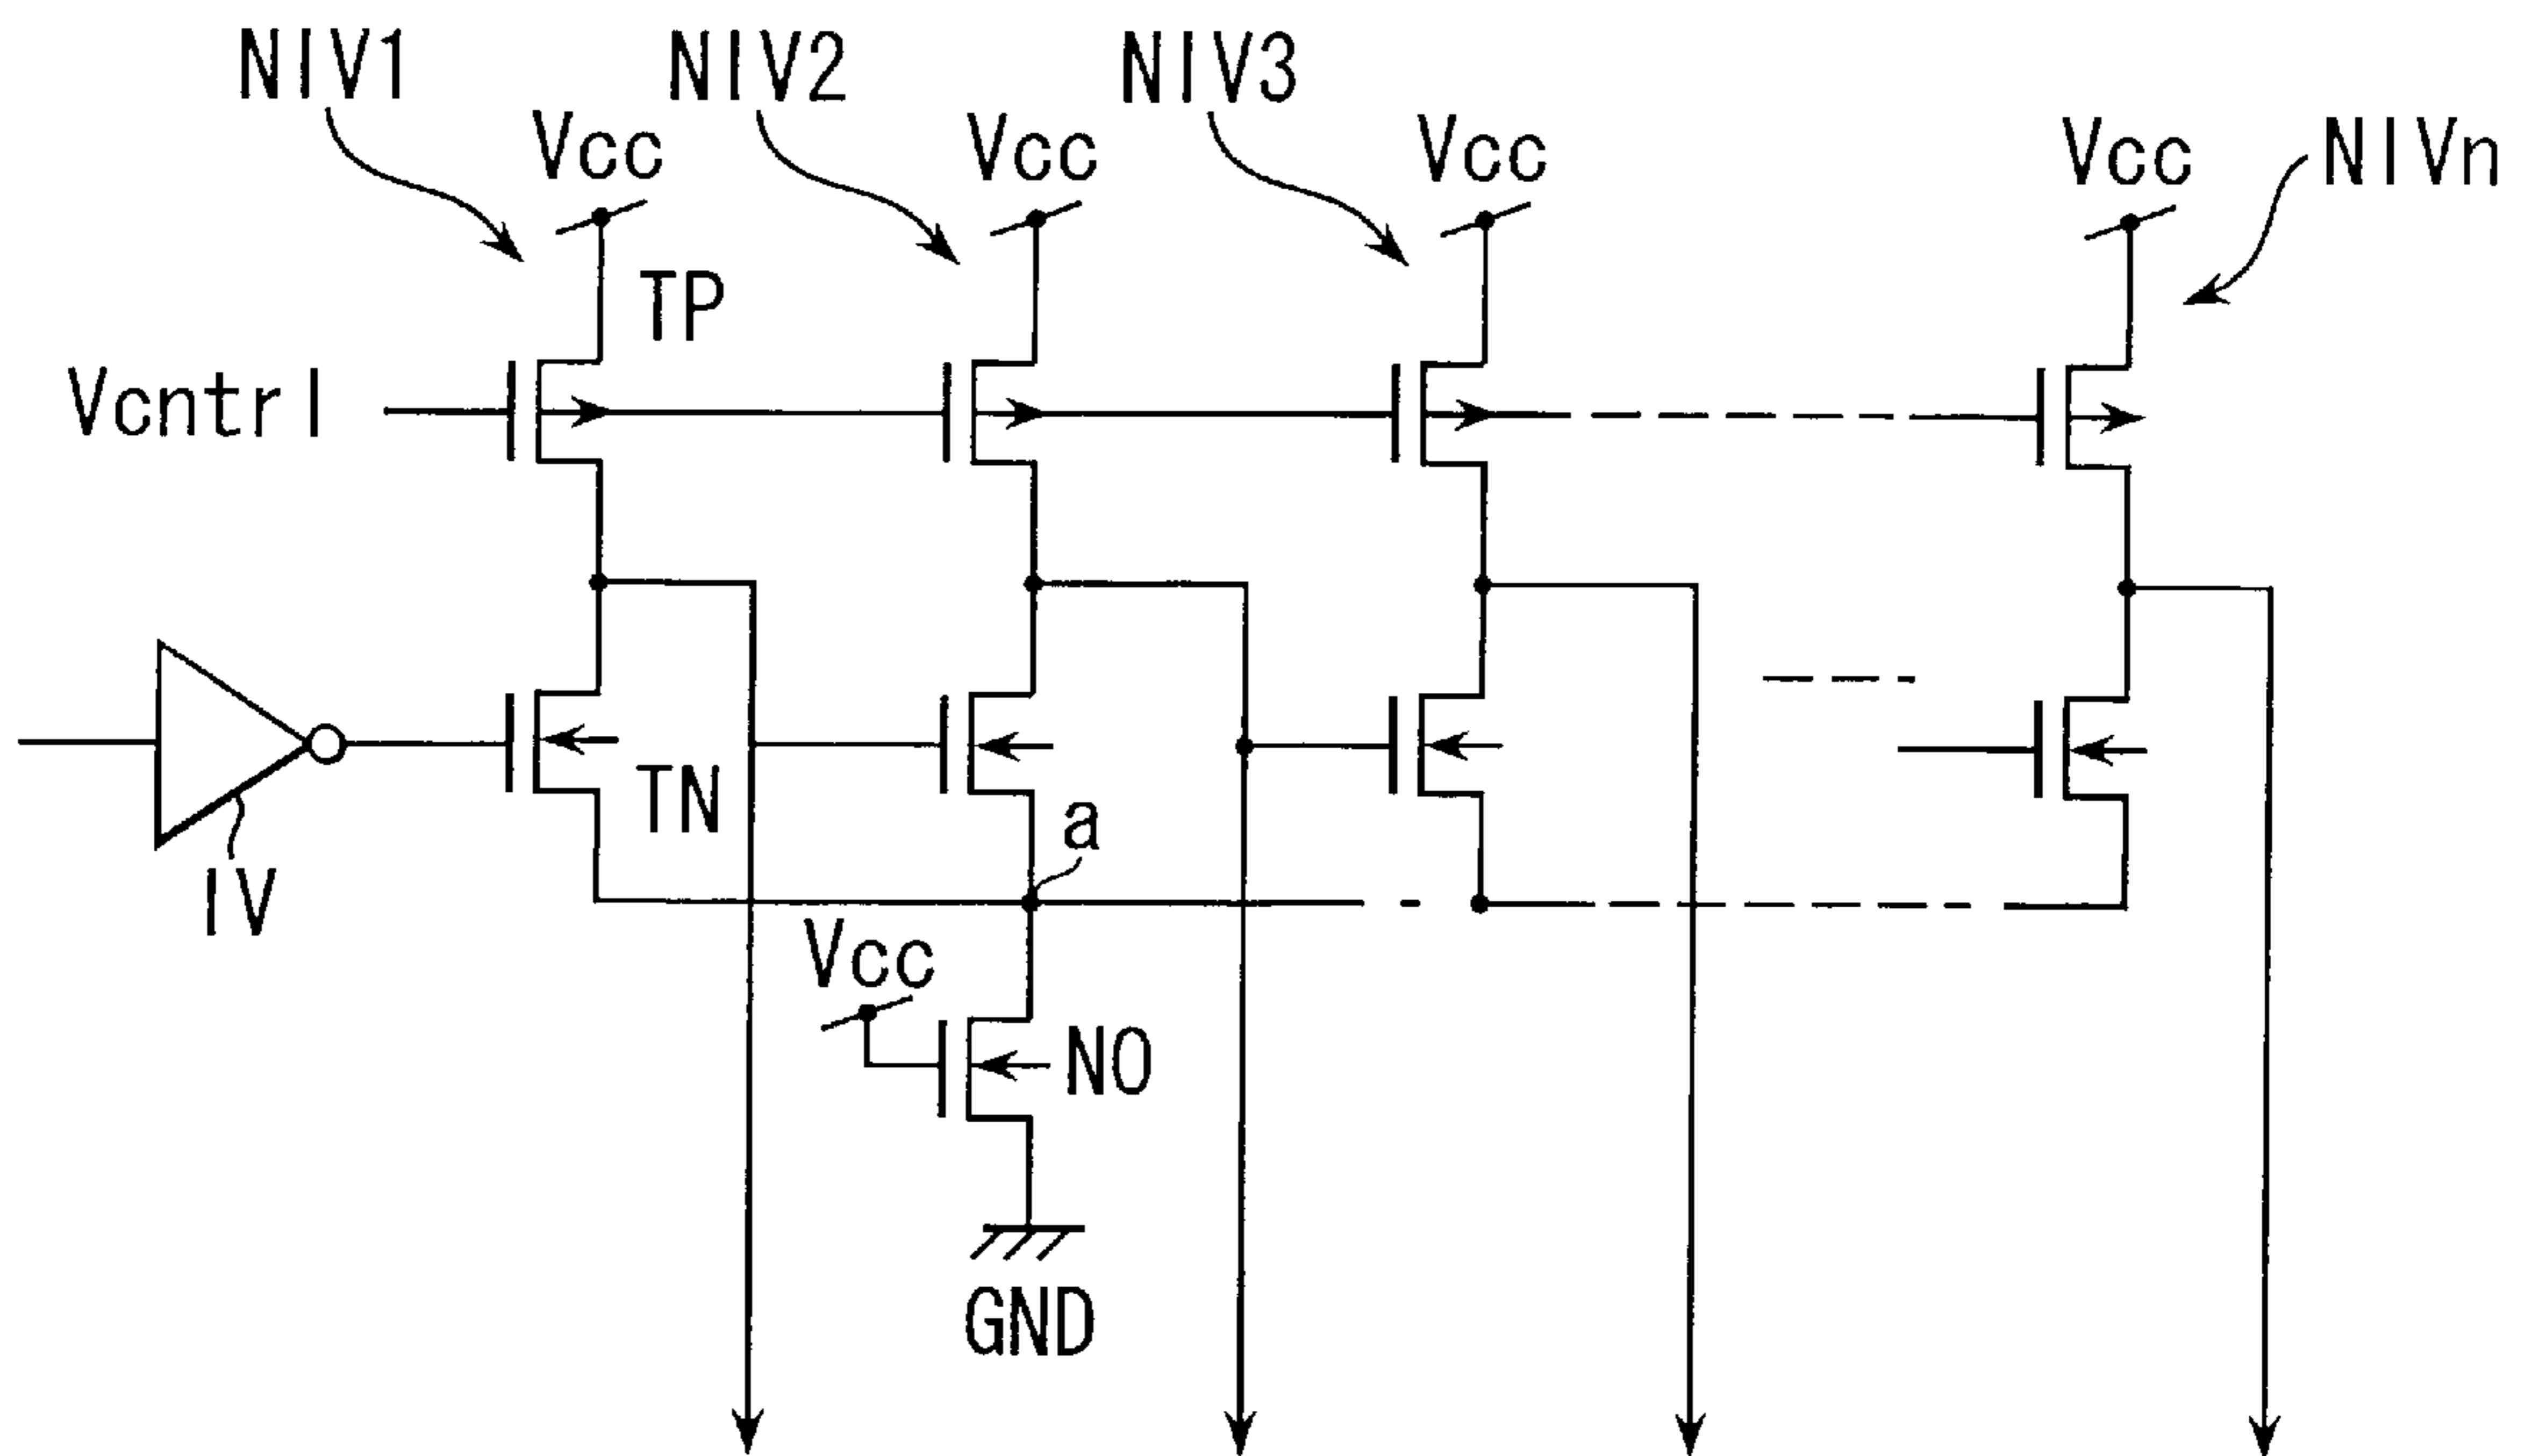 NIV1
NIV2
NIV3
NIVn
Vcc
Vcc
Vcc
Vcc
TP
Vcntrl
TN
a
IV
Vcc
NO
GND